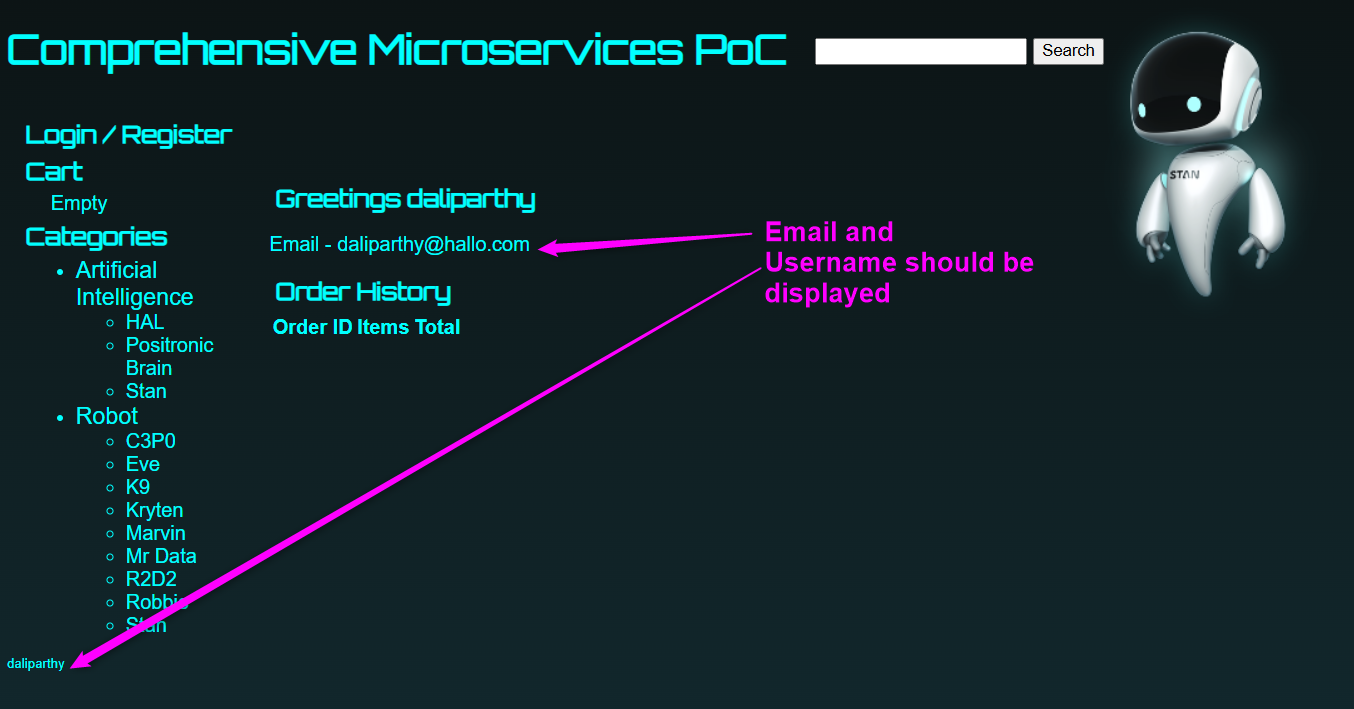 Comprehensive Microservices PoC
Search
STAN
Login / Register
Cart
Empty
Categories
Artificial
Intelligence
HAL
Positronic
Brain
Stan
Robot
C3P0
Eve
K9
Kryten
Marvin
Mr Data
R2D2
Robbie
Stan
daliparthy
Greetings daliparthy
Email - daliparthy@hallo.com
Order History
Order ID Items Total
Email and
Username should be
displayed